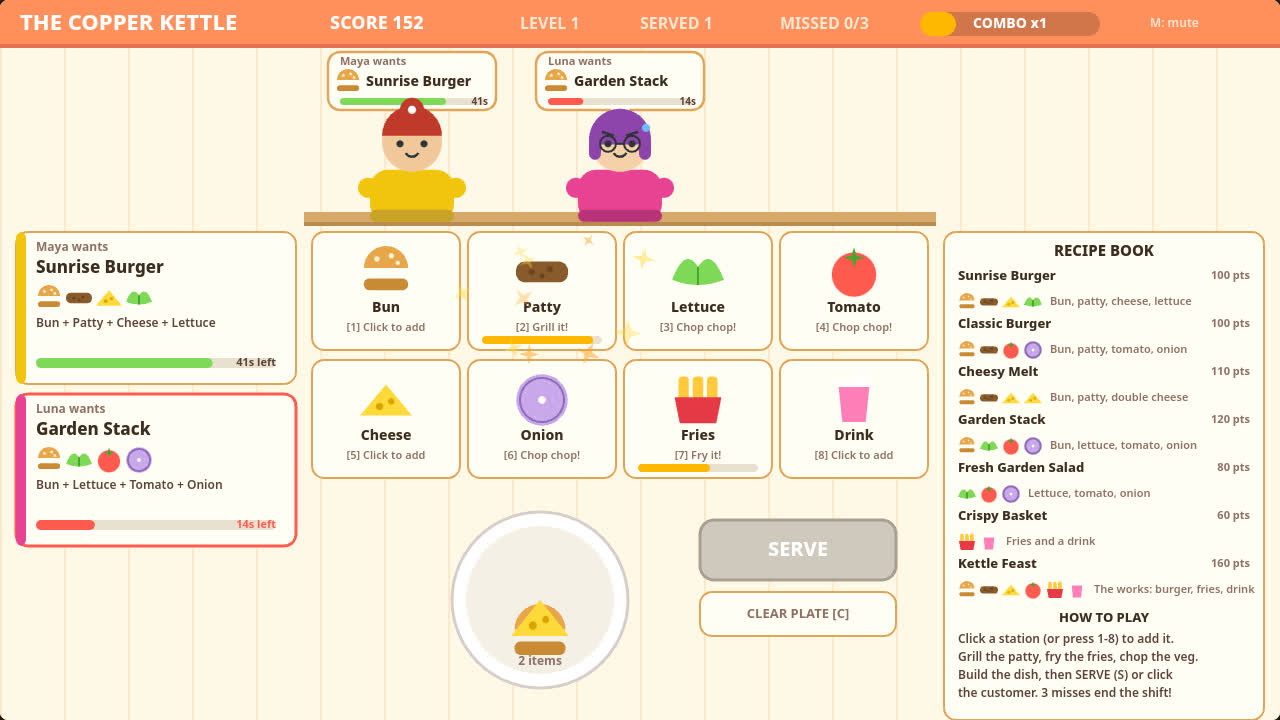 THE COPPER KETTLE
SCORE 152
LEVEL 1
SERVED 1
MISSED 0/3
COMBO x1
M: mute
Maya wants
Sunrise Burger
41s
Luna wants
Garden Stack
14s
Maya wants
Sunrise Burger
Bun + Patty + Cheese + Lettuce
41s left
Luna wants
Garden Stack
Bun + Lettuce + Tomato + Onion
14s left
Bun
[1] Click to add
Patty
[2] Grill it!
Lettuce
[3] Chop chop!
Tomato
[4] Chop chop!
Cheese
[5] Click to add
Onion
[6] Chop chop!
Fries
[7] Fry it!
Drink
[8] Click to add
2 items
SERVE
CLEAR PLATE [C]
RECIPE BOOK
Sunrise Burger 100 pts
Bun, patty, cheese, lettuce
Classic Burger 100 pts
Bun, patty, tomato, onion
Cheesy Melt 110 pts
Bun, patty, double cheese
Garden Stack 120 pts
Bun, lettuce, tomato, onion
Fresh Garden Salad 80 pts
Lettuce, tomato, onion
Crispy Basket 60 pts
Fries and a drink
Kettle Feast 160 pts
The works: burger, fries, drink
HOW TO PLAY
Click a station (or press 1-8) to add it.
Grill the patty, fry the fries, chop the veg.
Build the dish, then SERVE (S) or click
the customer. 3 misses end the shift!